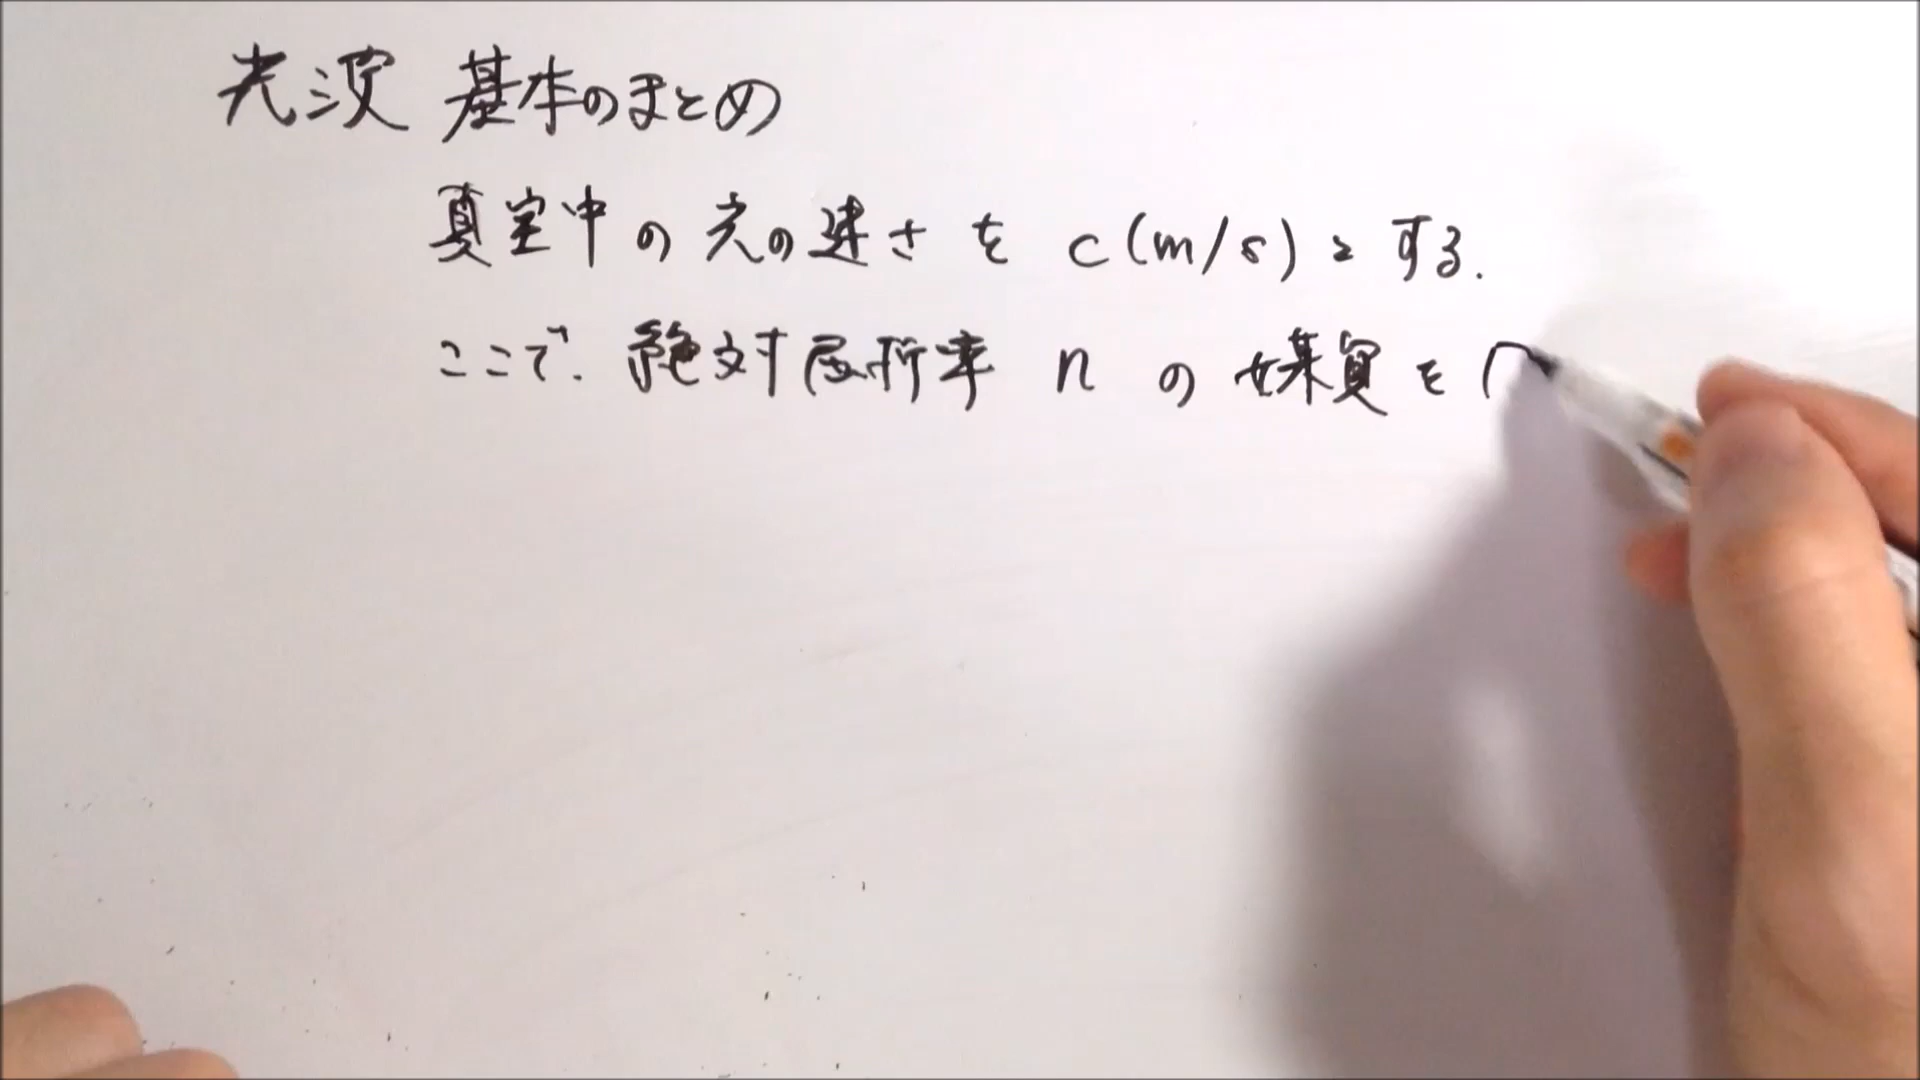 光波 基本のまとめ
真空中の光の速さを c(m/s)とする.
ここで. 絶対屈折率 n の媒質を